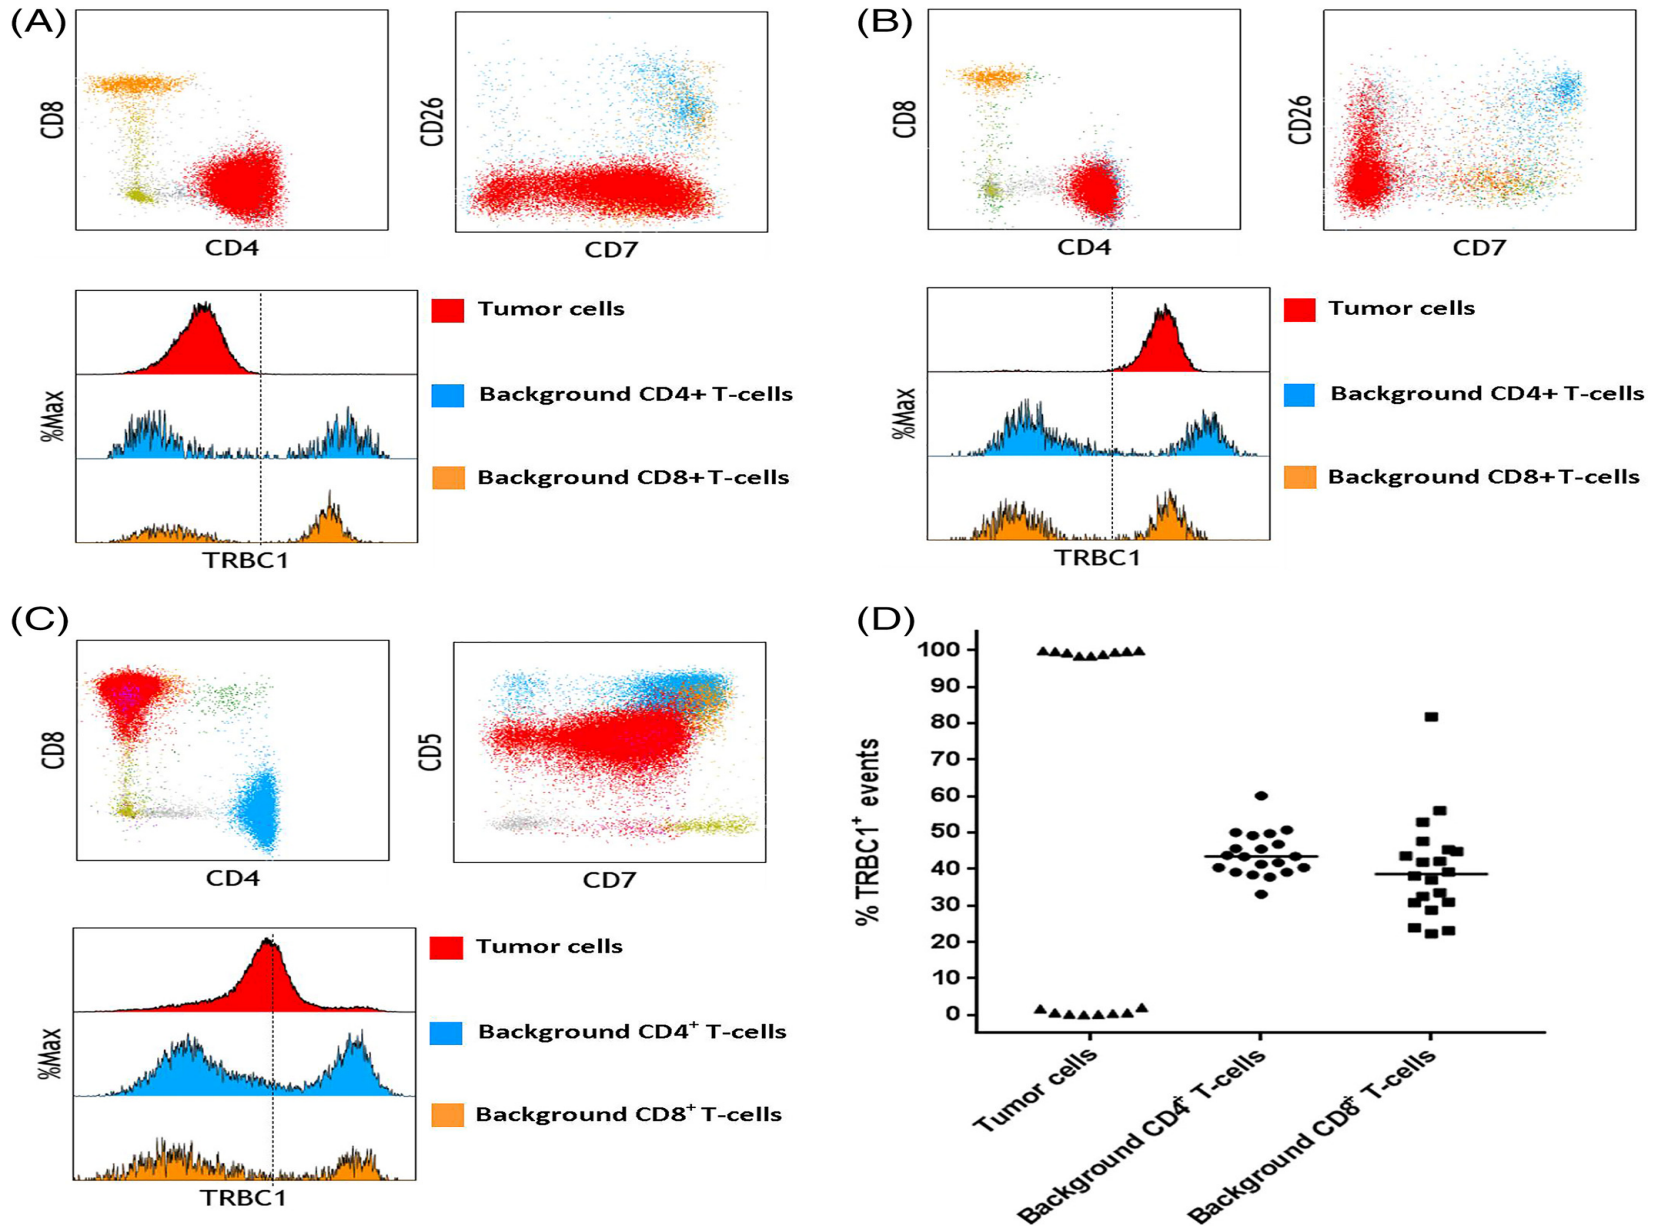 (A)
CD8
CD4
CD26
CD7
%Max
TRBC1
Tumor cells
Background CD4+ T-cells
Background CD8+T-cells
(B)
CD8
CD4
CD26
CD7
%Max
TRBC1
Tumor cells
Background CD4+ T-cells
Background CD8+T-cells
(C)
CD8
CD4
CD5
CD7
%Max
TRBC1
Tumor cells
Background CD4⁺ T-cells
Background CD8⁺ T-cells
(D)
% TRBC1⁺ events
100
90
80
70
60
50
40
30
20
10
0
Tumor cells
Background CD4⁺ T-cells
Background CD8⁺ T-cells